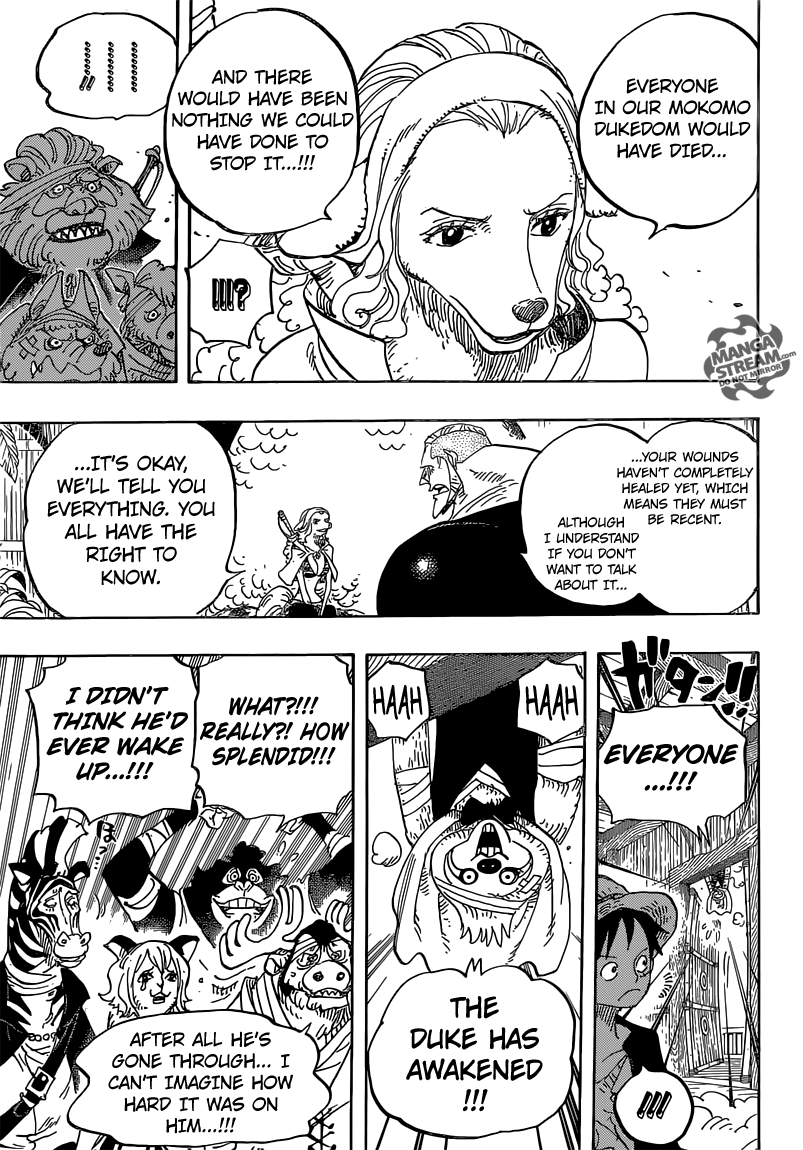 EVERYONE
IN OUR MOKOMO
DUKEDOM WOULD
HAVE DIED...
AND THERE
WOULD HAVE BEEN
NOTHING WE COULD
HAVE DONE TO
STOP IT...!!!
!!!?
MANGA
STREAM.com
DO NOT MIRROR
...YOUR WOUNDS
HAVEN'T COMPLETELY
HEALED YET, WHICH
MEANS THEY MUST
BE RECENT.
ALTHOUGH
I UNDERSTAND
IF YOU DON'T
WANT TO TALK
ABOUT IT...
...IT'S OKAY,
WE'LL TELL YOU
EVERYTHING. YOU
ALL HAVE THE
RIGHT TO
KNOW.
ガタン!!
EVERYONE
...!!!
!!!
HAAH
HAAH
THE
DUKE HAS
AWAKENED
!!!
WHAT?!!!
REALLY?! HOW
SPLENDID!!!
I DIDN'T
THINK HE'D
EVER WAKE
UP...!!!
ほっ…
AFTER ALL HE'S
GONE THROUGH... I
CAN'T IMAGINE HOW
HARD IT WAS ON
HIM...!!!